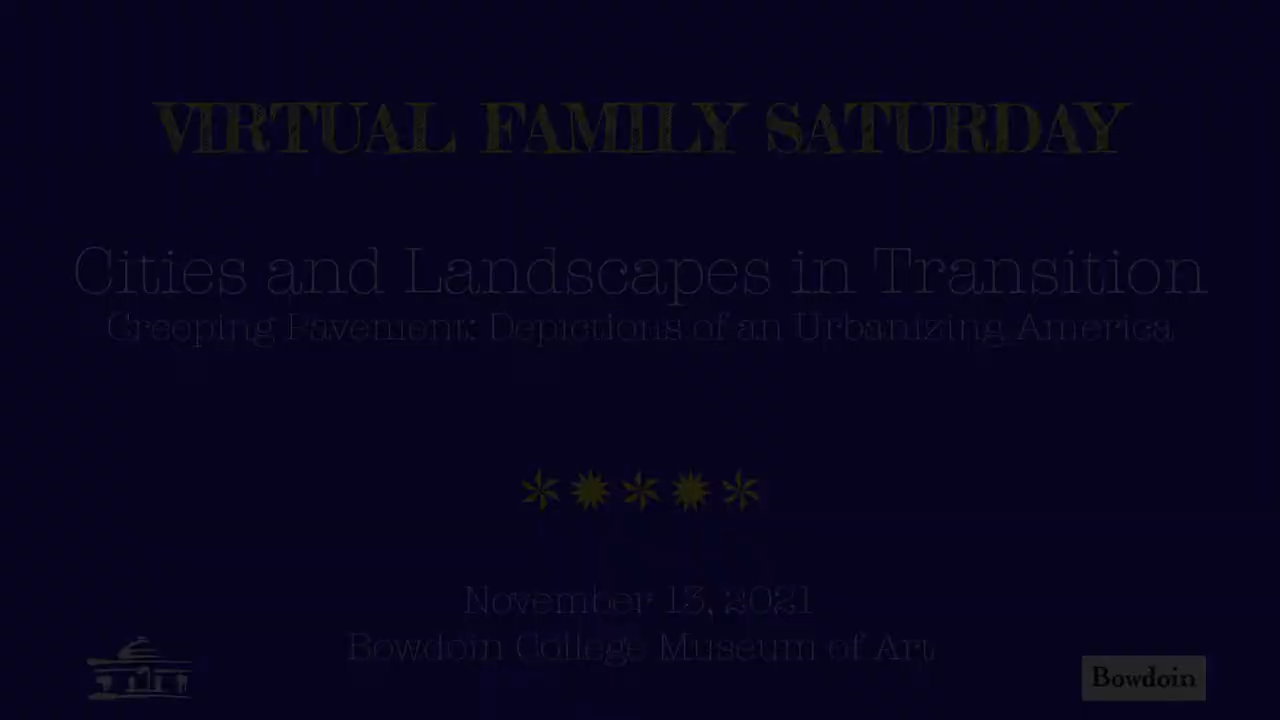 VIRTUAL FAMILY SATURDAY
Cities and Landscapes in Transition
Creeping Pavement: Depictions of an Urbanizing America
November 13, 2021
Bowdoin College Museum of Art
Bowdoin